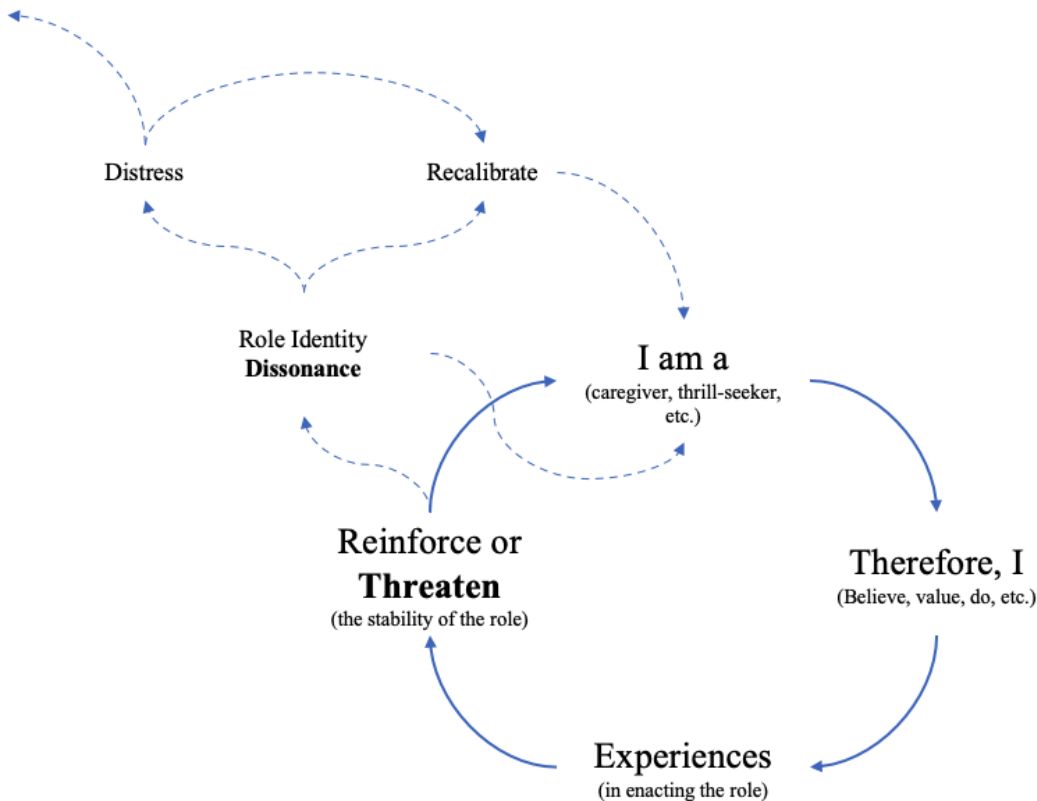 Distress
Recalibrate
Role Identity
Dissonance
I am a
(caregiver, thrill-seeker,
etc.)
Reinforce or
Threaten
(the stability of the role)
Therefore, I
(Believe, value, do, etc.)
Experiences
(in enacting the role)